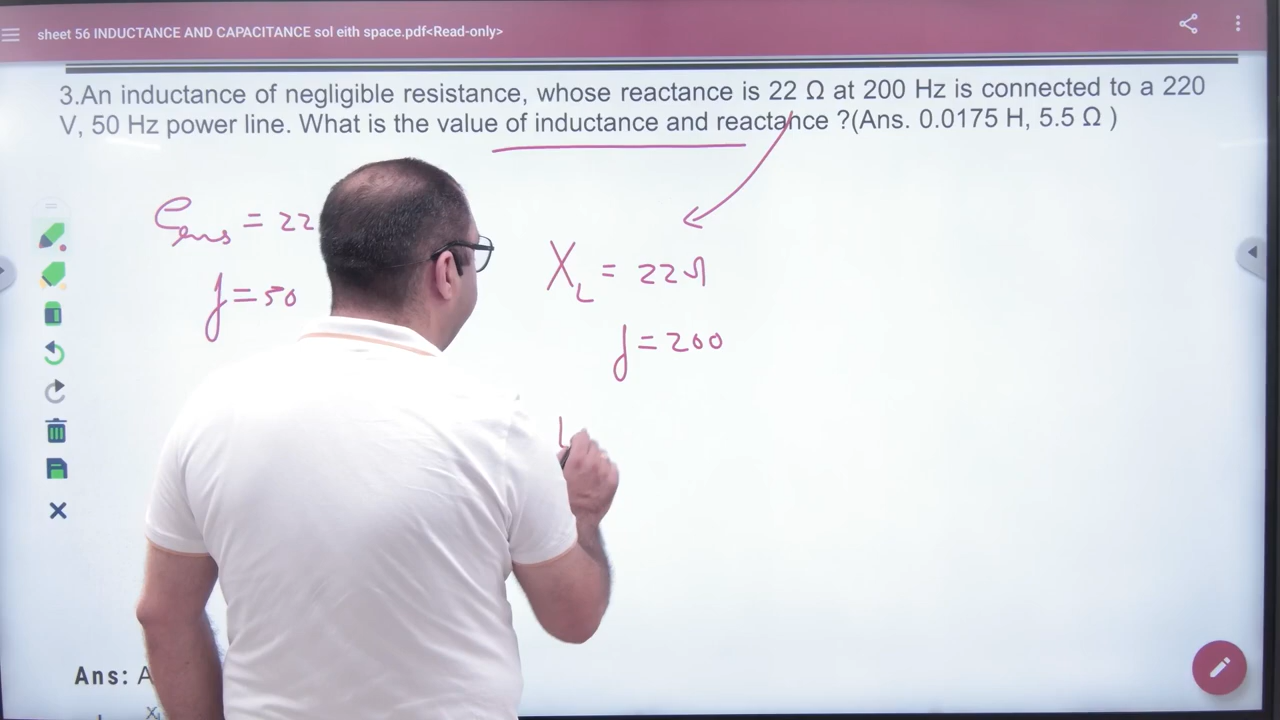 sheet 56 INDUCTANCE AND CAPACITANCE sol eith space.pdf<Read-only>
3.An inductance of negligible resistance, whose reactance is 22 Ω at 200 Hz is connected to a 220
V, 50 Hz power line. What is the value of inductance and reactance ?(Ans. 0.0175 H, 5.5 Ω )
= 22
X_L = 22Ω
f = 50
f = 200
L
Ans: A